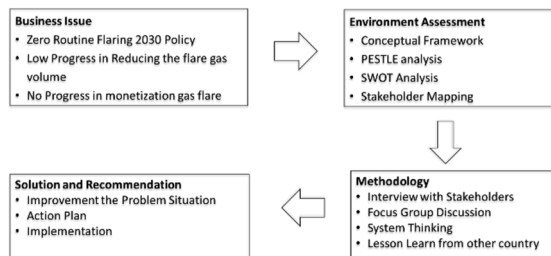 Business Issue
• Zero Routine Flaring 2030 Policy
• Low Progress in Reducing the flare gas
volume
• No Progress in monetization gas flare
Environment Assessment
• Conceptual Framework
• PESTLE analysis
• SWOT Analysis
• Stakeholder Mapping
Methodology
• Interview with Stakeholders
• Focus Group Discussion
• System Thinking
• Lesson Learn from other country
Solution and Recommendation
• Improvement the Problem Situation
• Action Plan
• Implementation